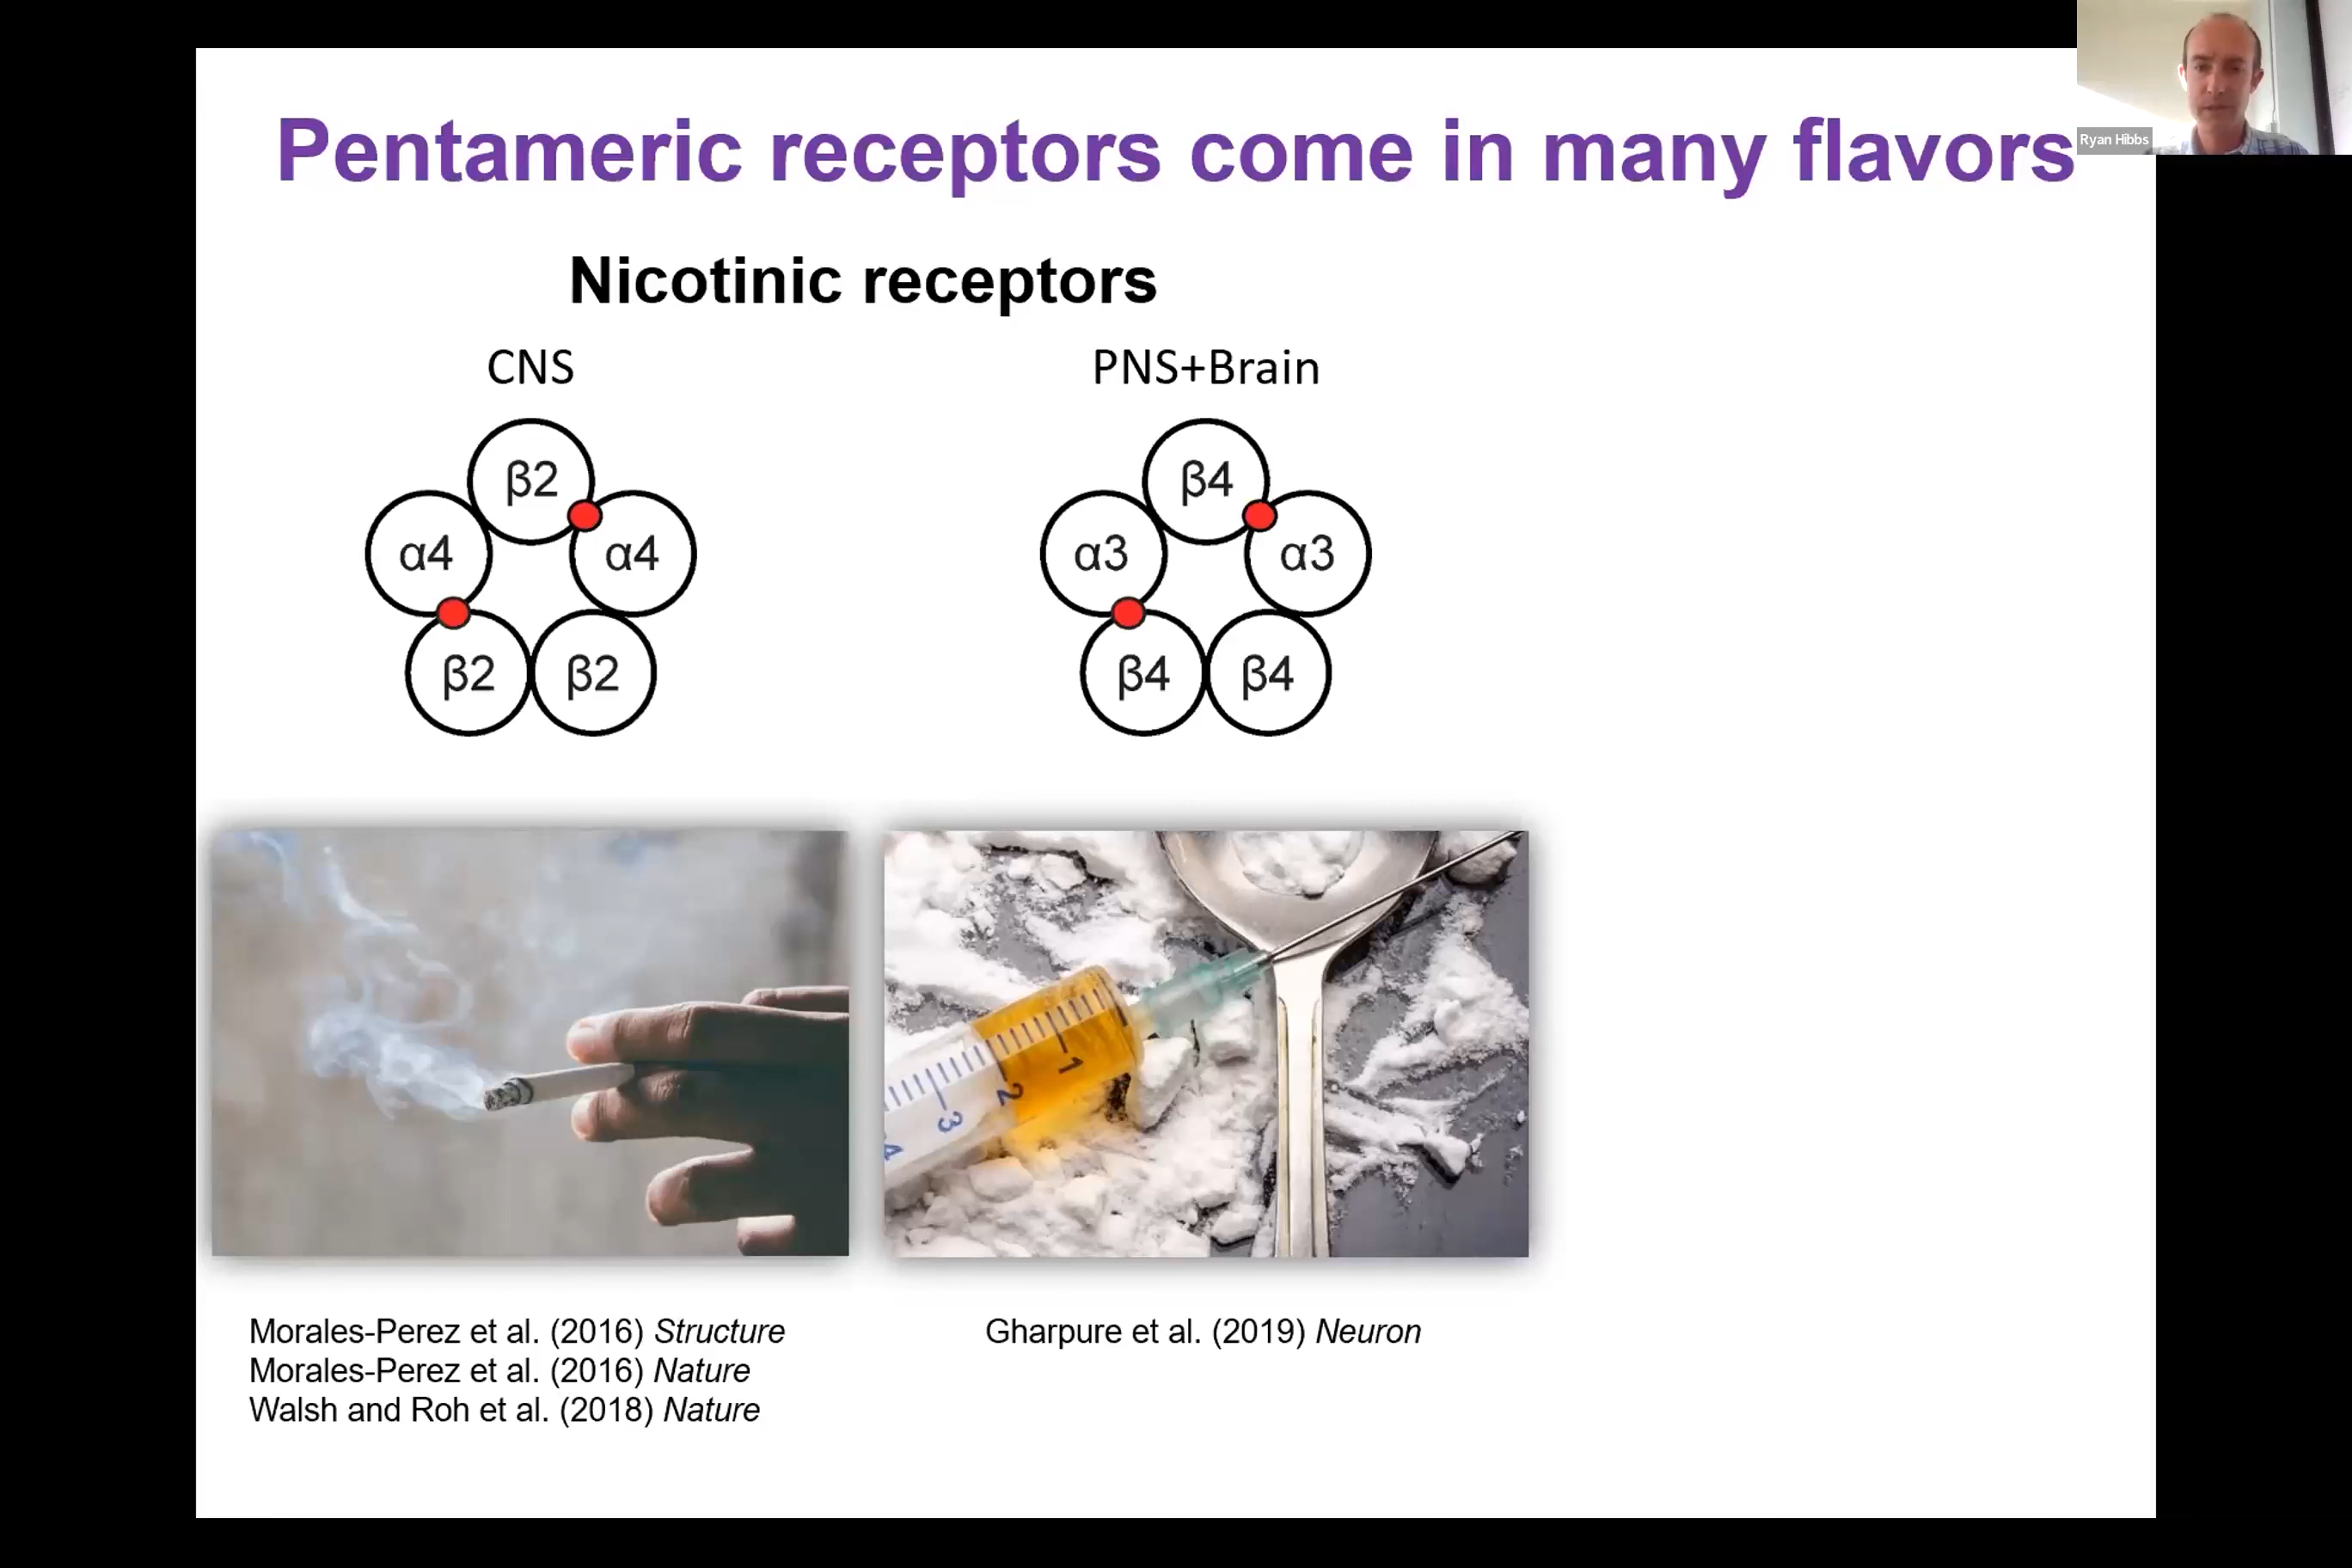 Pentameric receptors come in many flavors
Ryan Hibbs
Nicotinic receptors
CNS
PNS+Brain
β2
α4
α4
β2
β2
β4
α3
α3
β4
β4
1
2
3
4
Morales-Perez et al. (2016) Structure
Morales-Perez et al. (2016) Nature
Walsh and Roh et al. (2018) Nature
Gharpure et al. (2019) Neuron